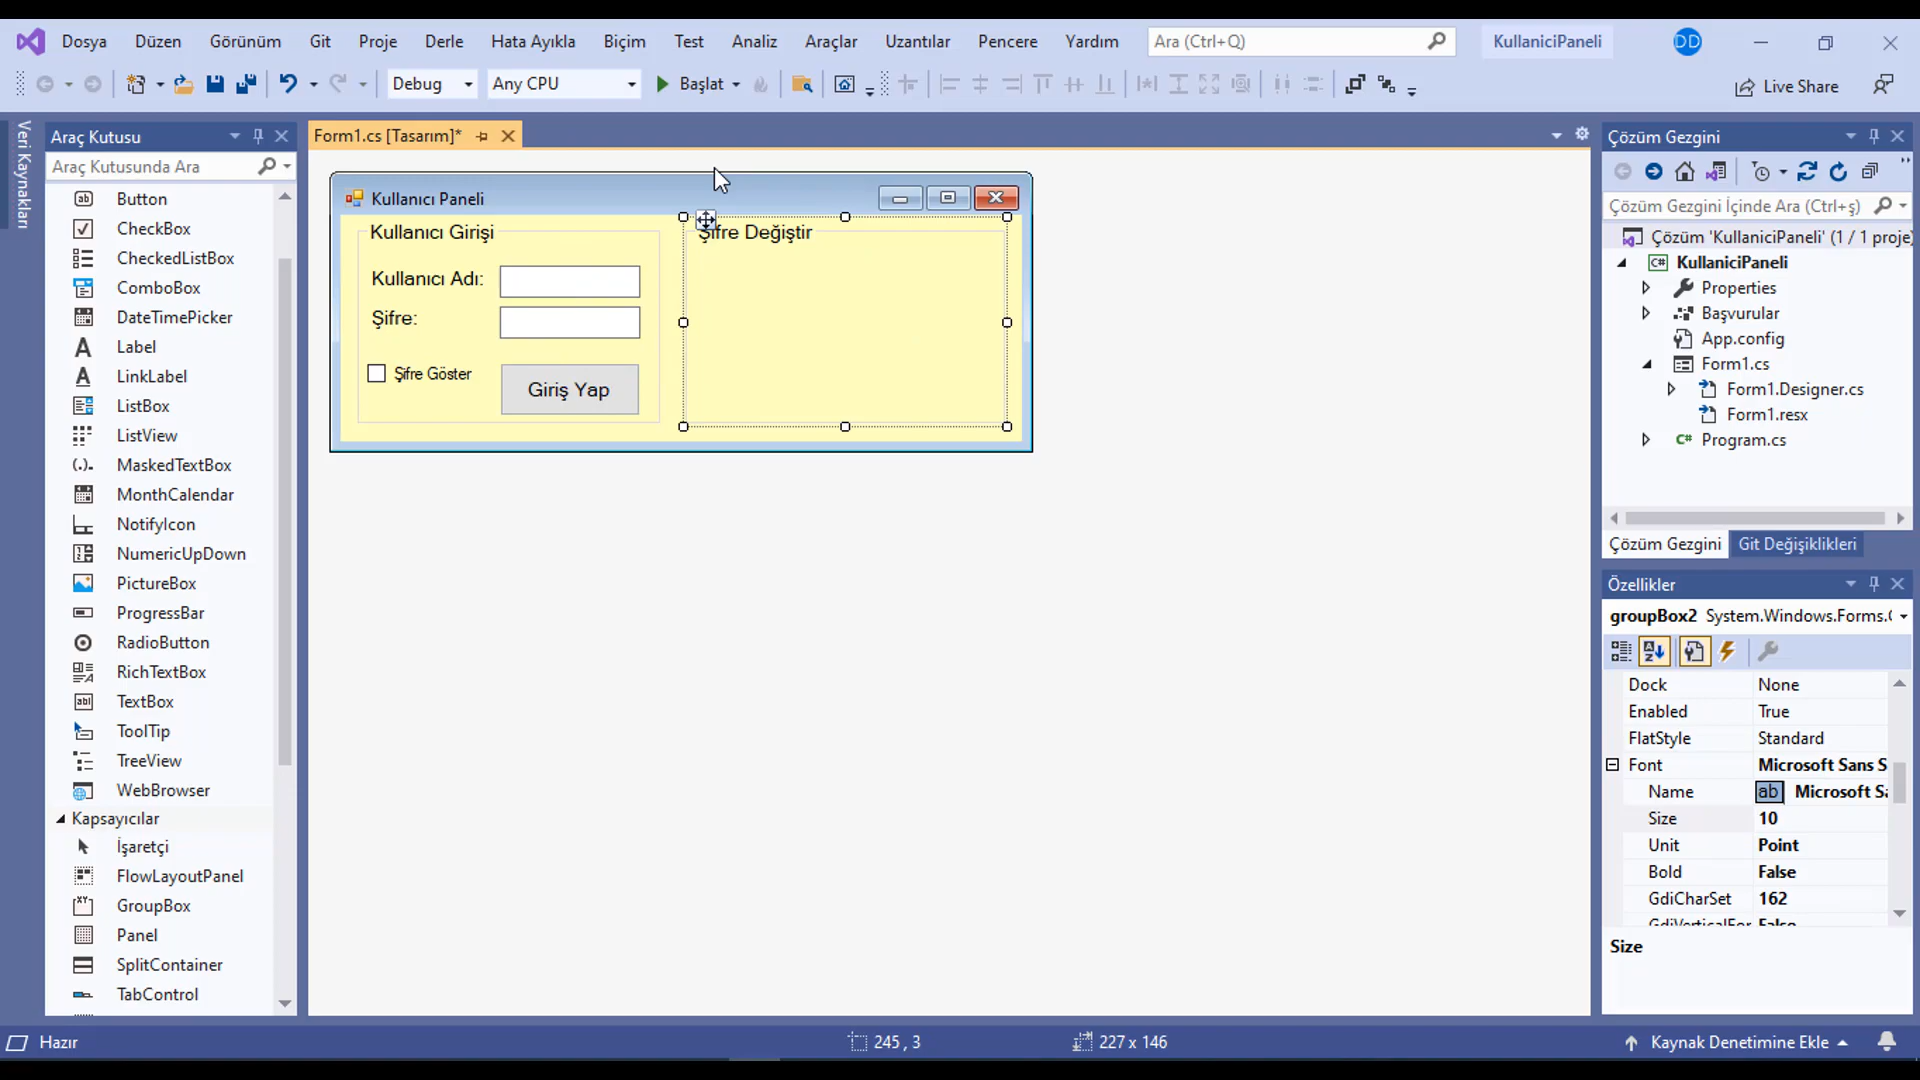 Dosya Düzen Görünüm Git Proje Derle Hata Ayıkla Biçim Test Analiz Araçlar Uzantılar Pencere Yardım Ara (Ctrl+Q) KullaniciPaneli DD
Debug Any CPU Başlat Live Share
Veri Kaynakları
Araç Kutusu
Araç Kutusunda Ara
Button
CheckBox
CheckedListBox
ComboBox
DateTimePicker
Label
LinkLabel
ListBox
ListView
MaskedTextBox
MonthCalendar
NotifyIcon
NumericUpDown
PictureBox
ProgressBar
RadioButton
RichTextBox
TextBox
ToolTip
TreeView
WebBrowser
Kapsayıcılar
İşaretçi
FlowLayoutPanel
GroupBox
Panel
SplitContainer
TabControl
Form1.cs [Tasarım]*
Kullanıcı Paneli
Kullanıcı Girişi
Kullanıcı Adı:
Şifre:
Şifre Göster
Giriş Yap
Şifre Değiştir
Çözüm Gezgini
Çözüm Gezgini İçinde Ara (Ctrl+ş)
Çözüm 'KullaniciPaneli' (1 / 1 proje)
KullaniciPaneli
Properties
Başvurular
App.config
Form1.cs
Form1.Designer.cs
Form1.resx
Program.cs
Çözüm Gezgini Git Değişiklikleri
Özellikler
groupBox2 System.Windows.Forms.
Dock None
Enabled True
FlatStyle Standard
Font Microsoft Sans S
Name ab Microsoft Sa
Size 10
Unit Point
Bold False
GdiCharSet 162
GdiVerticalFor False
Size
Hazır 245 , 3 227 x 146 Kaynak Denetimine Ekle